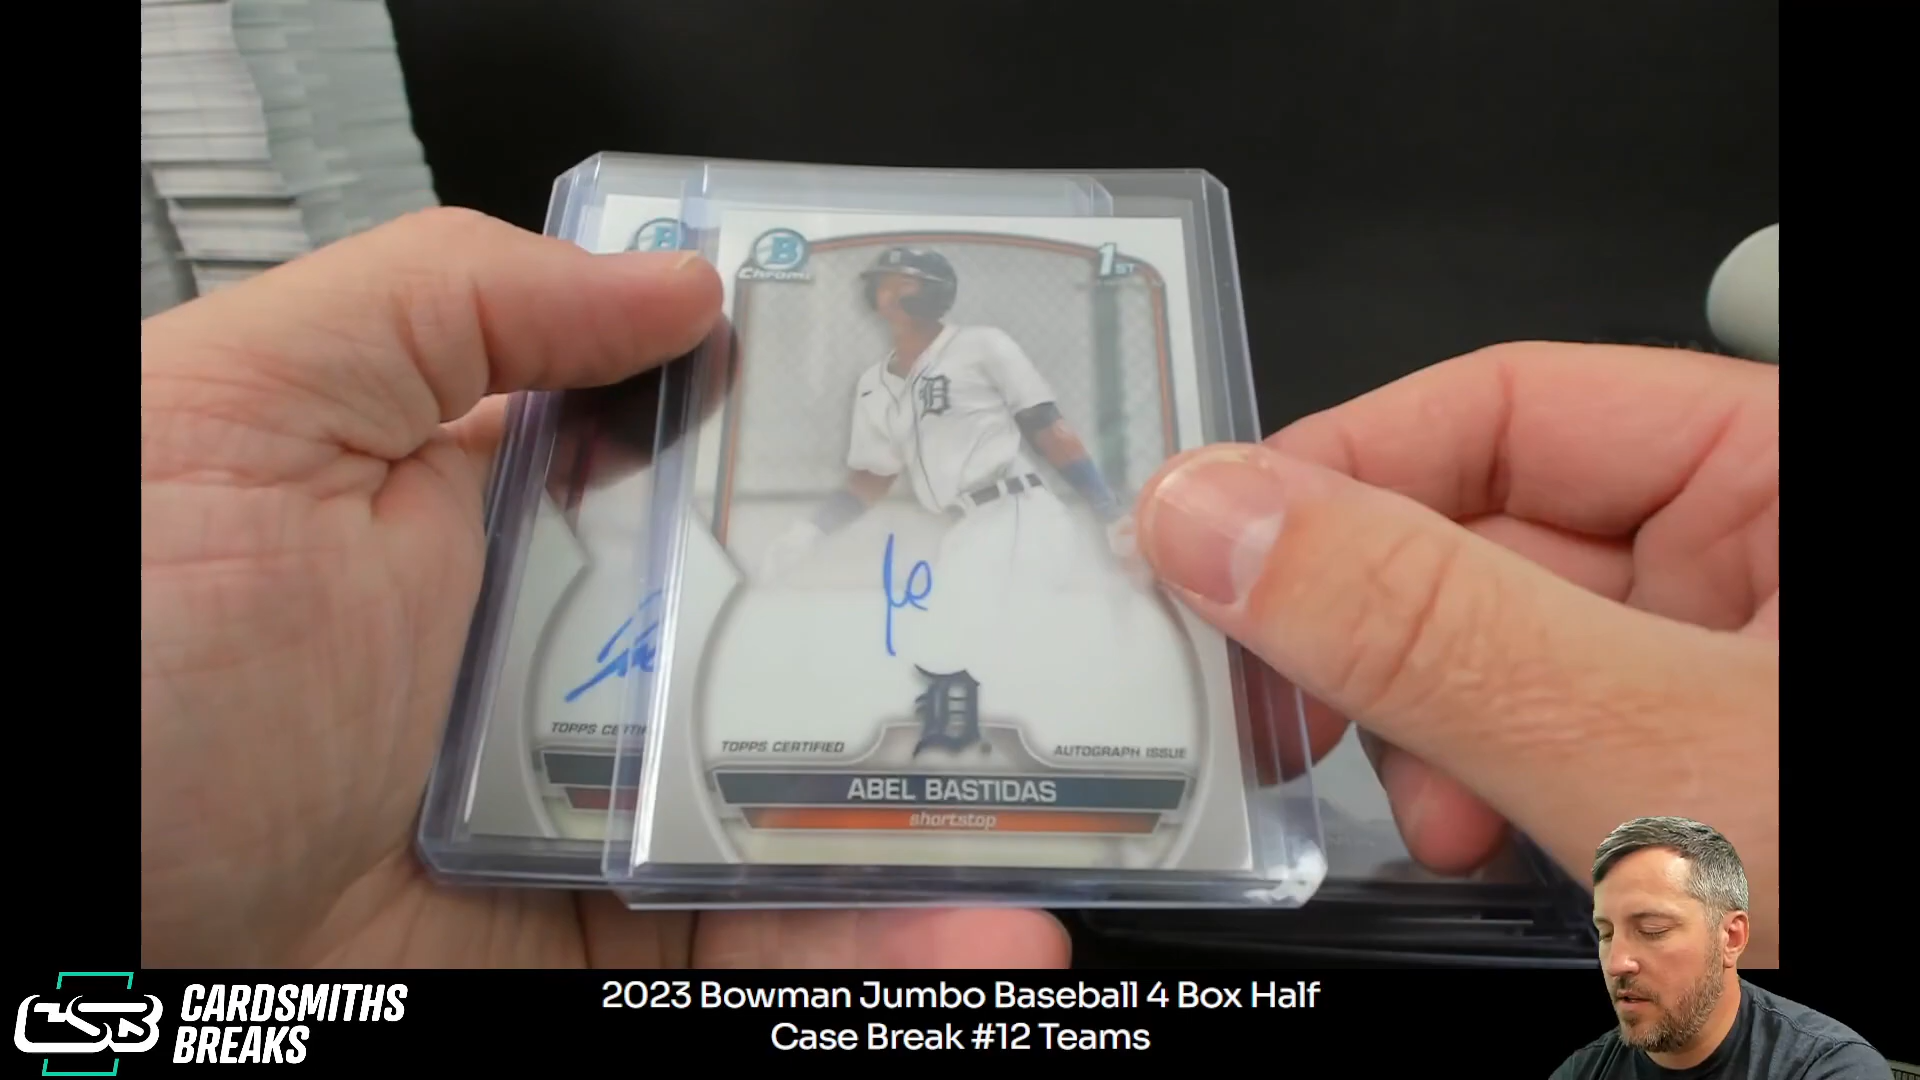 B
B
Chrome
1ST
D
TOPPS CERTIFIED
AUTOGRAPH ISSUE
D
ABEL BASTIDAS
shortstop
TOPPS
CSB
CARDSMITHS
BREAKS
2023 Bowman Jumbo Baseball 4 Box Half
Case Break #12 Teams